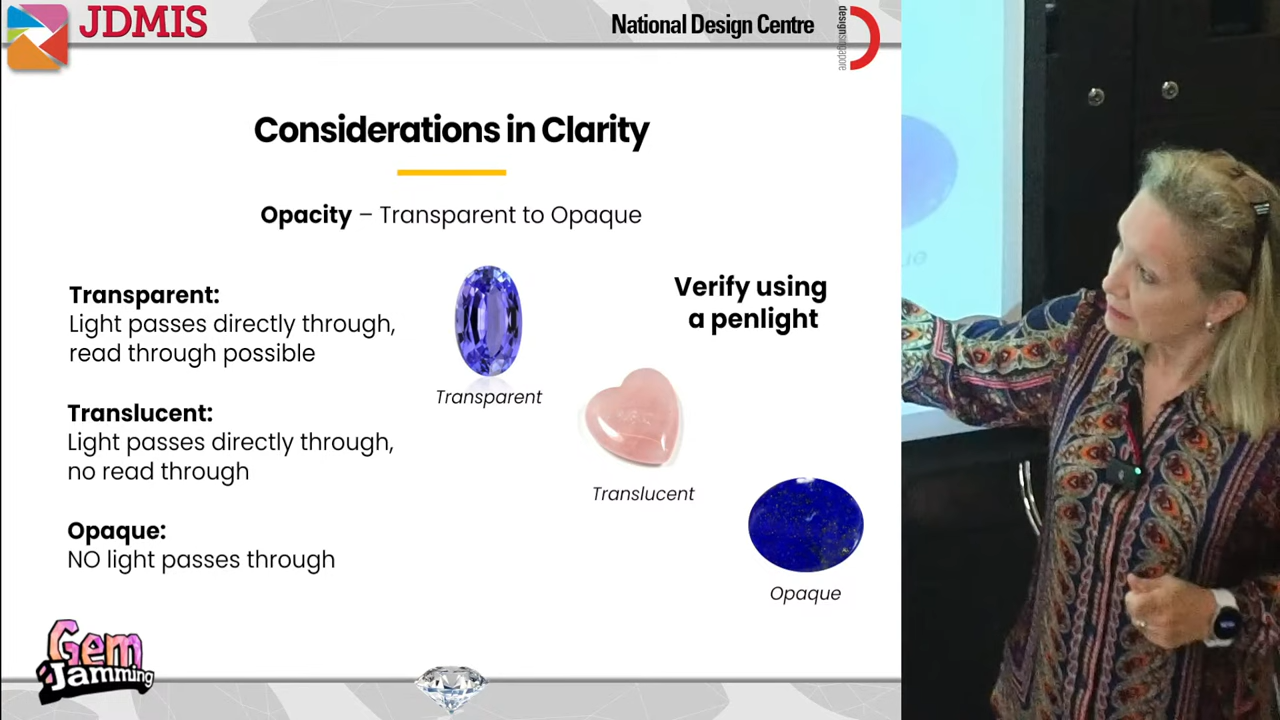 JDMIS
National Design Centre
designsingapore
Considerations in Clarity
Opacity – Transparent to Opaque
Transparent:
Light passes directly through,
read through possible
Transparent
Verify using
a penlight
Translucent:
Light passes directly through,
no read through
Translucent
Opaque:
NO light passes through
Opaque
Gem
Jamming